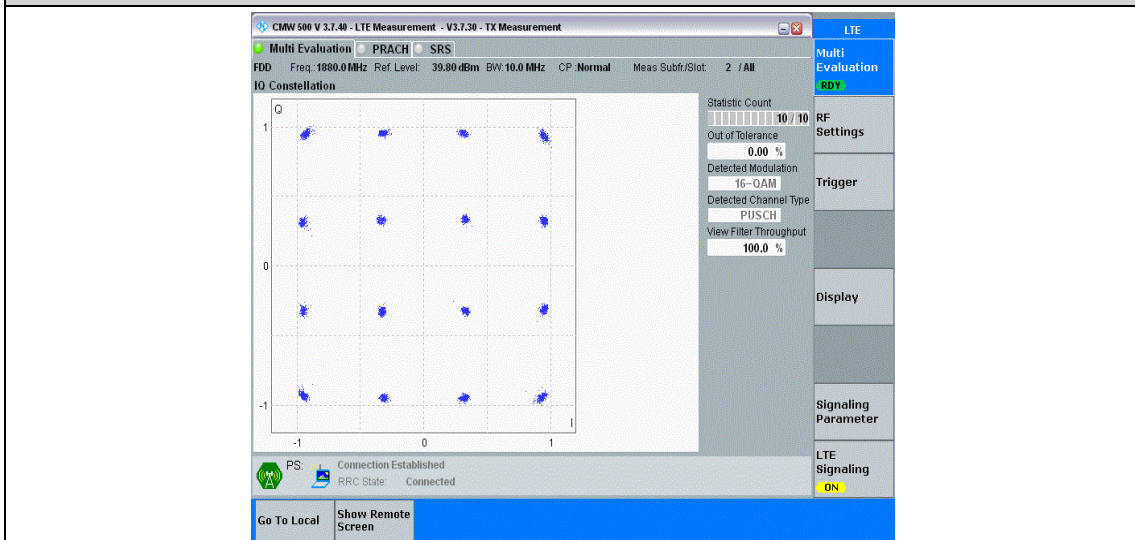 CMW 500 V 3.7.40 - LTE Measurement - V3.7.30 - TX Measurement
LTE
Multi Evaluation PRACH SRS
FDD Freq.:1880.0 MHz Ref. Level: 39.80 dBm BW:10.0 MHz CP :Normal Meas Subfr./Slot: 2 / All
IQ Constellation
Q
1
0
-1
-1 0 1
I
Statistic Count
10 / 10
Out of Tolerance
0.00 %
Detected Modulation
16-QAM
Detected Channel Type
PUSCH
View Filter Throughput
100.0 %
Multi
Evaluation
RDY
RF
Settings
Trigger
Display
Signaling
Parameter
LTE
Signaling
ON
PS: Connection Established
RRC State: Connected
Go To Local
Show Remote
Screen